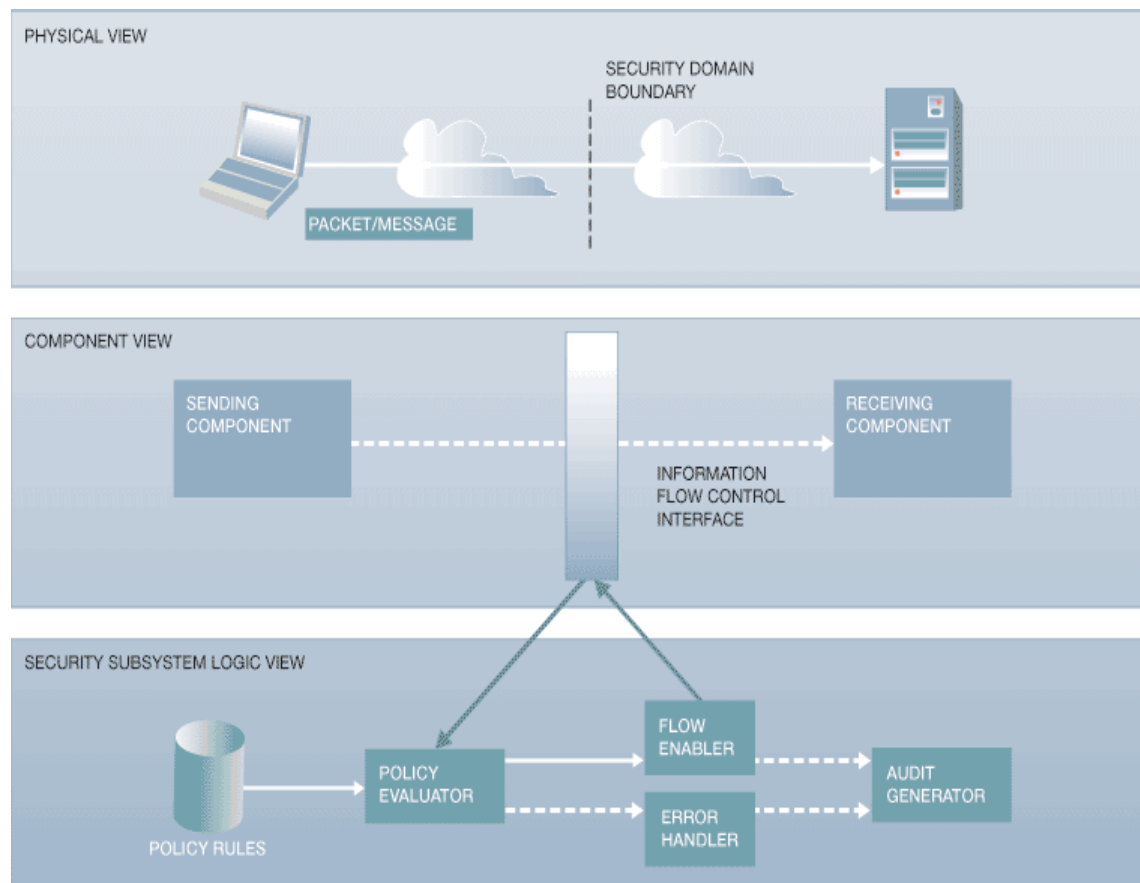 PHYSICAL VIEW
SECURITY DOMAIN
BOUNDARY
PACKET/MESSAGE
COMPONENT VIEW
SENDING
COMPONENT
RECEIVING
COMPONENT
INFORMATION
FLOW CONTROL
INTERFACE
SECURITY SUBSYSTEM LOGIC VIEW
POLICY RULES
POLICY
EVALUATOR
FLOW
ENABLER
ERROR
HANDLER
AUDIT
GENERATOR